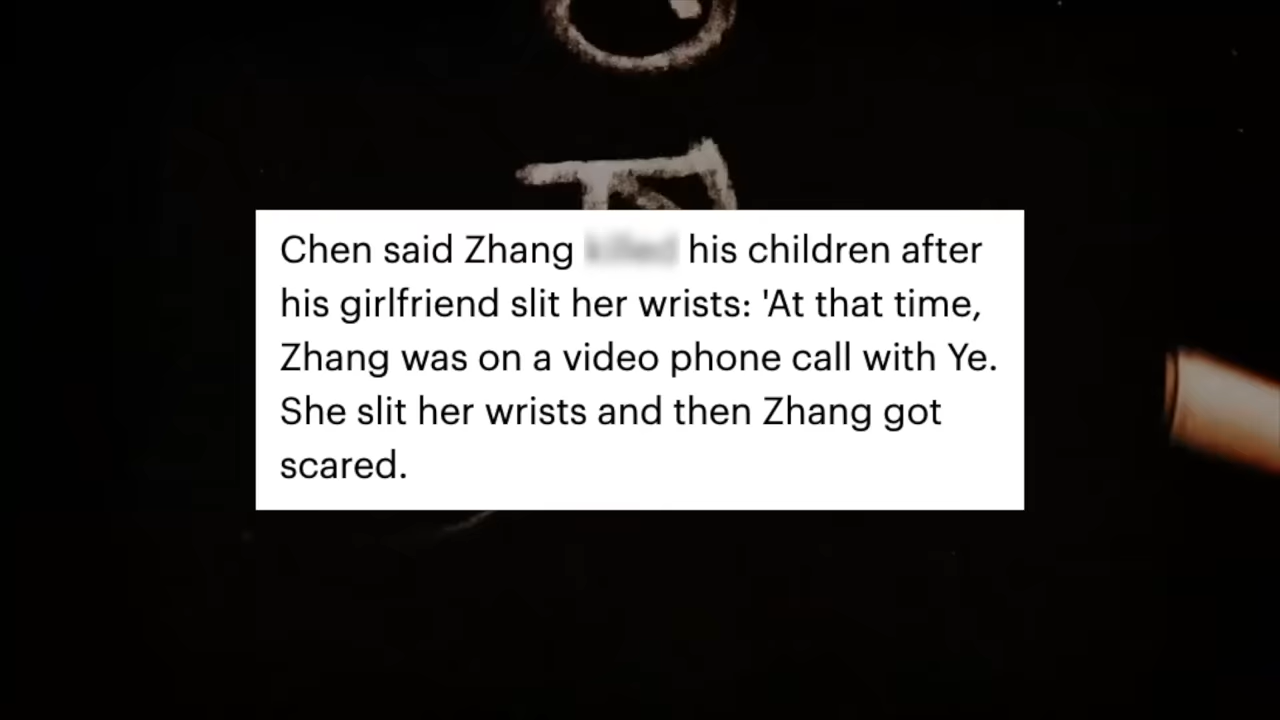 Chen said Zhang his children after
his girlfriend slit her wrists: 'At that time,
Zhang was on a video phone call with Ye.
She slit her wrists and then Zhang got
scared.